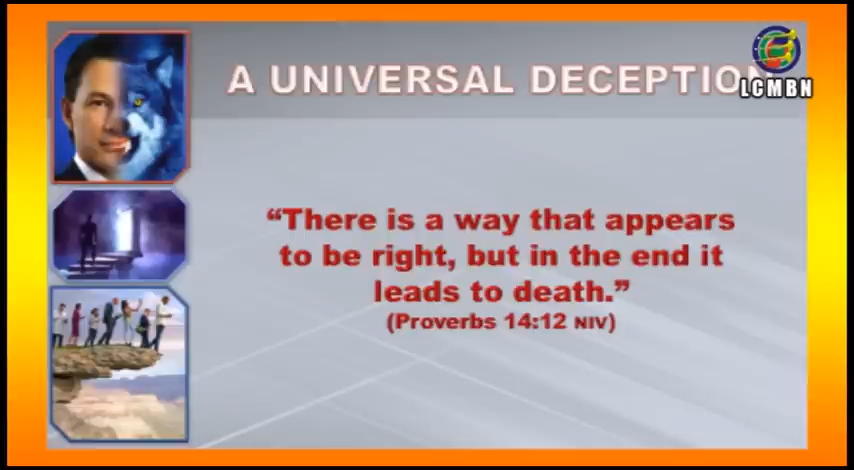 A UNIVERSAL DECEPTION
LCMBN
“There is a way that appears
to be right, but in the end it
leads to death.”
(Proverbs 14:12 NIV)